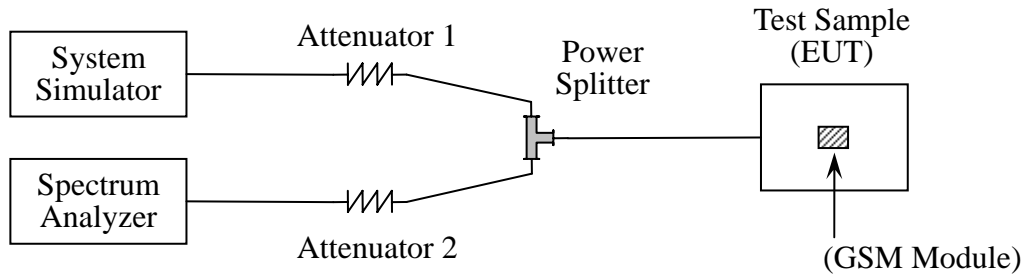 System
Simulator
Attenuator 1
Power
Splitter
Test Sample
(EUT)
Spectrum
Analyzer
Attenuator 2
(GSM Module)